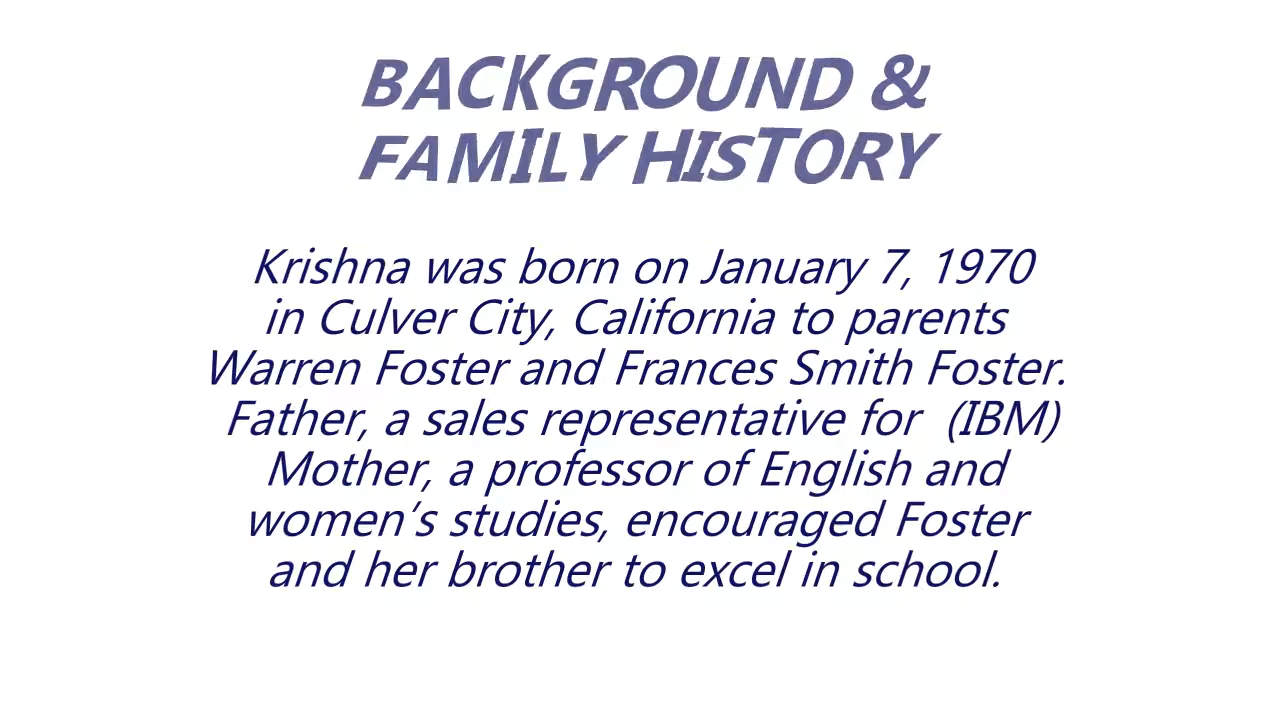 BACKGROUND &
FAMILY HISTORY
Krishna was born on January 7, 1970
in Culver City, California to parents
Warren Foster and Frances Smith Foster.
Father, a sales representative for  (IBM)
Mother, a professor of English and
women’s studies, encouraged Foster
and her brother to excel in school.